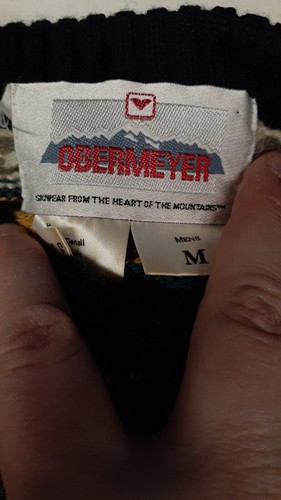 OBERMEYER
SKIWEAR FROM THE HEART OF THE MOUNTAINS™
MENS
M